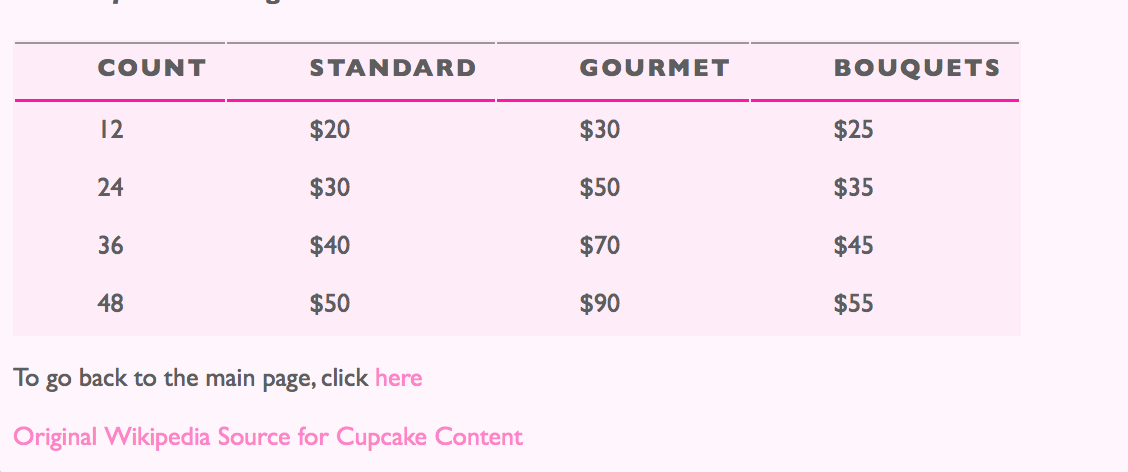 COUNT STANDARD GOURMET BOUQUETS
12 $20 $30 $25
24 $30 $50 $35
36 $40 $70 $45
48 $50 $90 $55
To go back to the main page, click here
Original Wikipedia Source for Cupcake Content